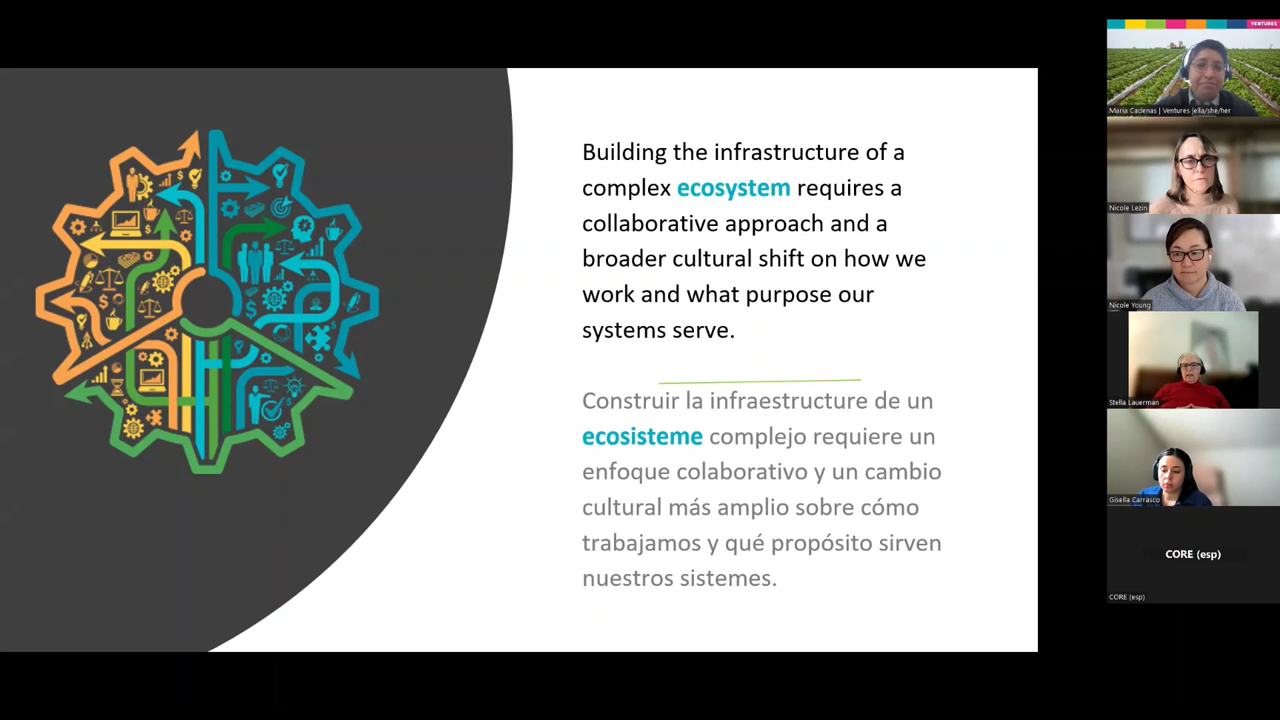 Building the infrastructure of a
complex ecosystem requires a
collaborative approach and a
broader cultural shift on how we
work and what purpose our
systems serve.
Construir la infraestructure de un
ecosisteme complejo requiere un
enfoque colaborativo y un cambio
cultural más amplio sobre cómo
trabajamos y qué propósito sirven
nuestros sistemes.
VENTURES
Maria Cadenas | Ventures |ella/she/her
Nicole Lezin
Nicole Young
Stella Lauerman
Gisella Carrasco
CORE (esp)
CORE (esp)